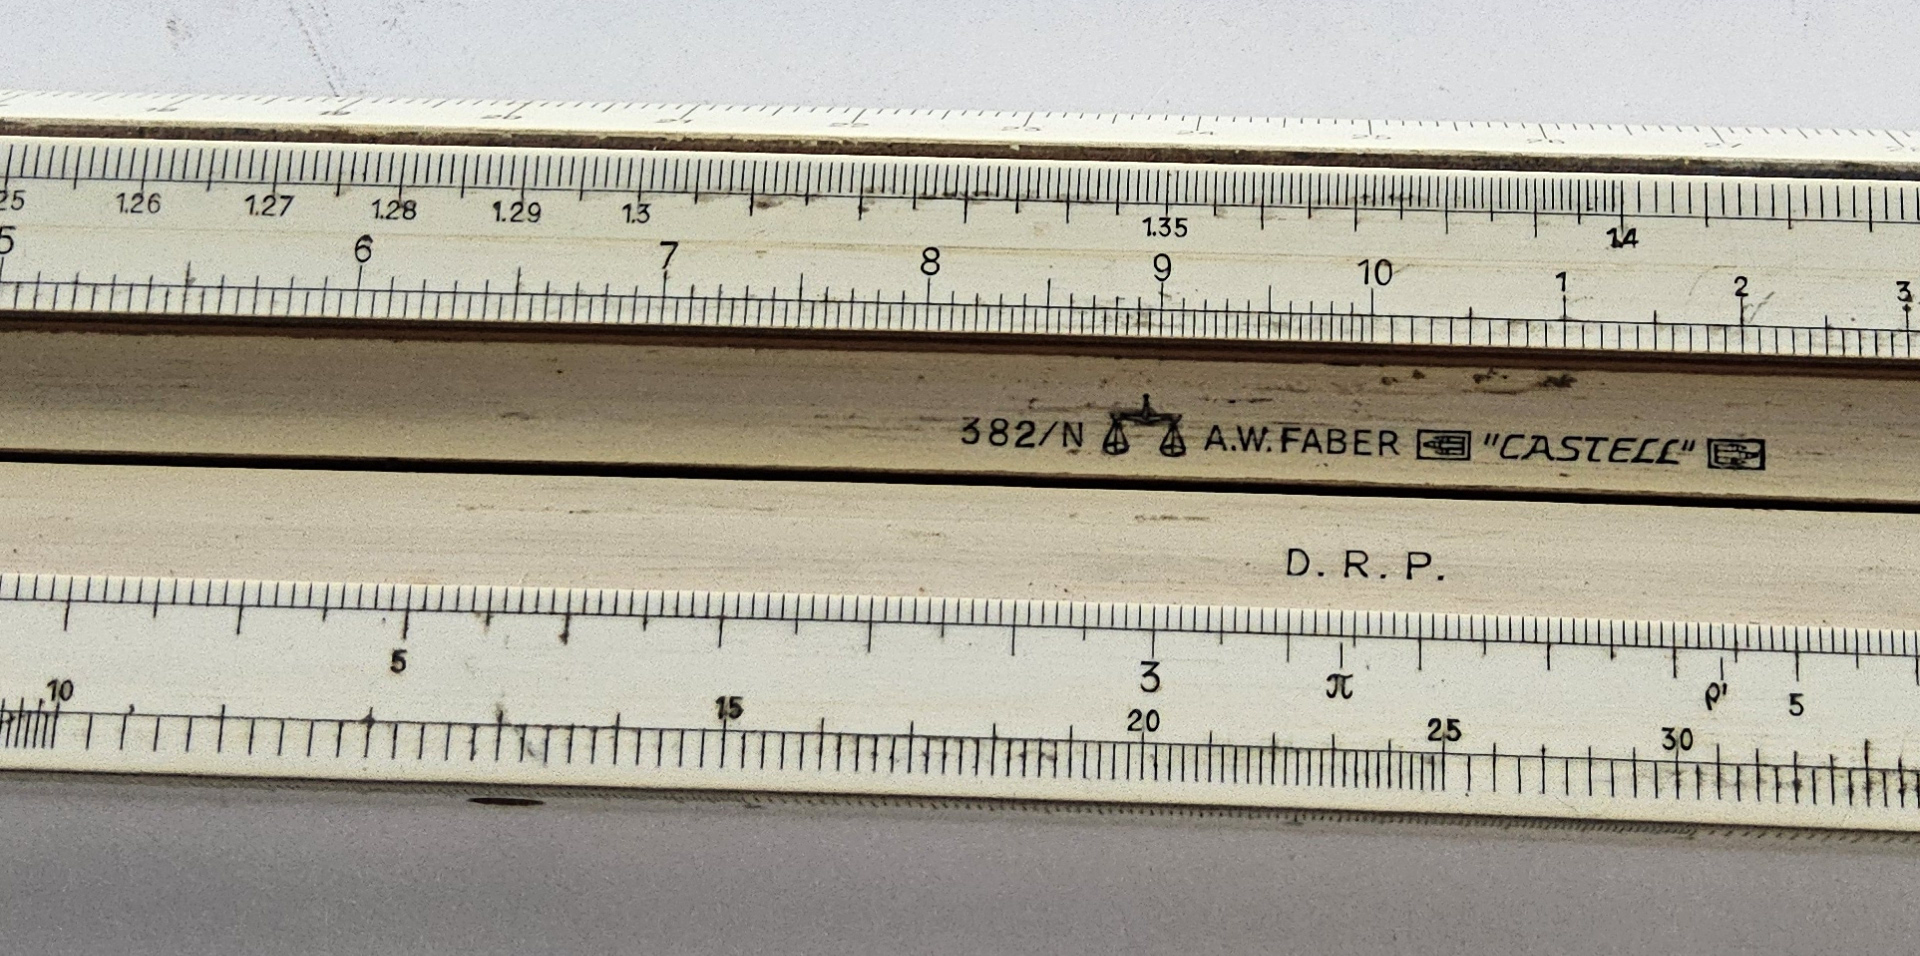 25 1.26 1.27 1.28 1.29 1.3 1.35 1.4
5 6 7 8 9 10 1 2 3
382/N A.W.FABER "CASTELL"
D. R. P.
5 3 π ρ' 5
10 15 20 25 30